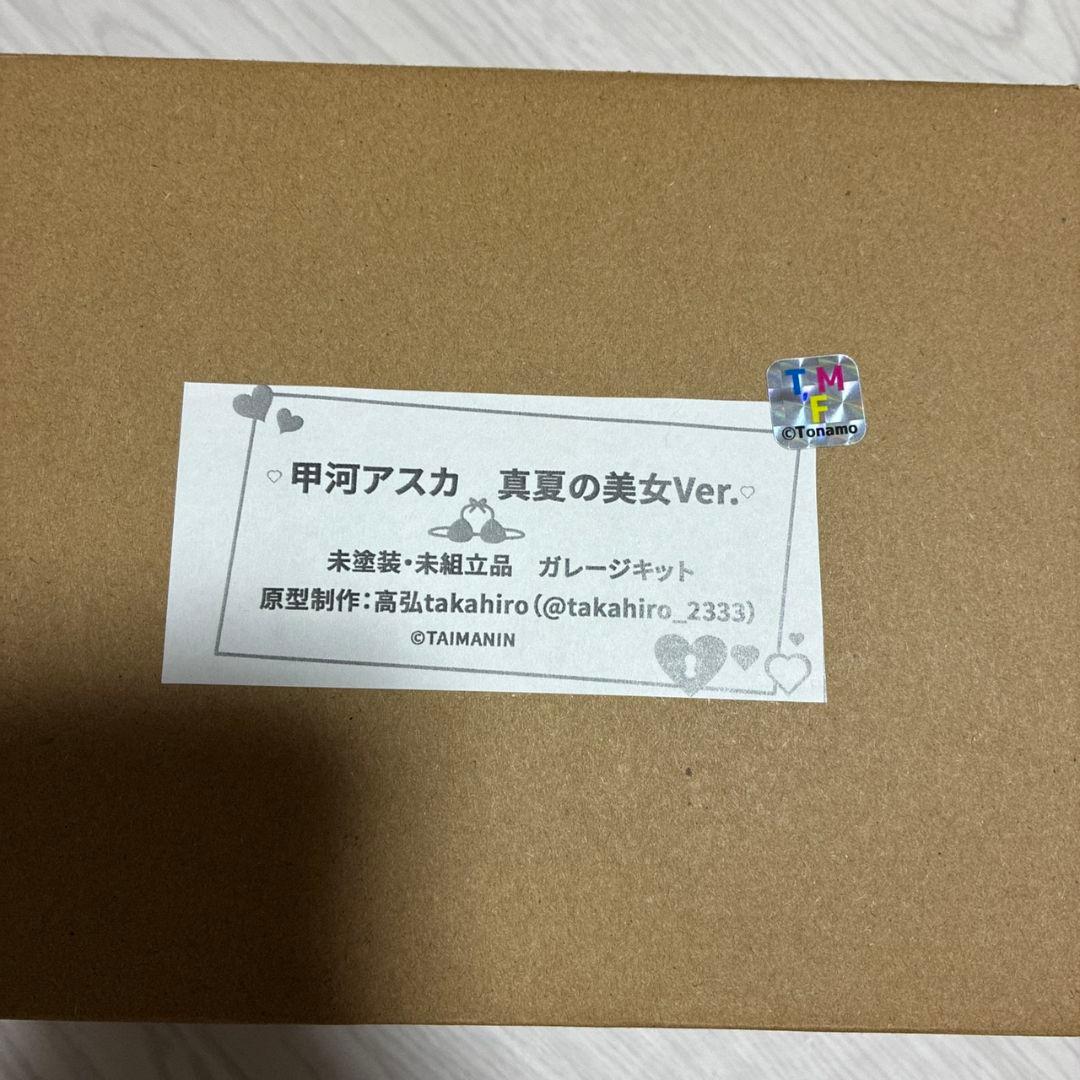 T,M
F
©Tonamo
甲河アスカ 真夏の美女Ver.
未塗装・未組立品 ガレージキット
原型制作：高弘takahiro（@takahiro_2333）
©TAIMANIN